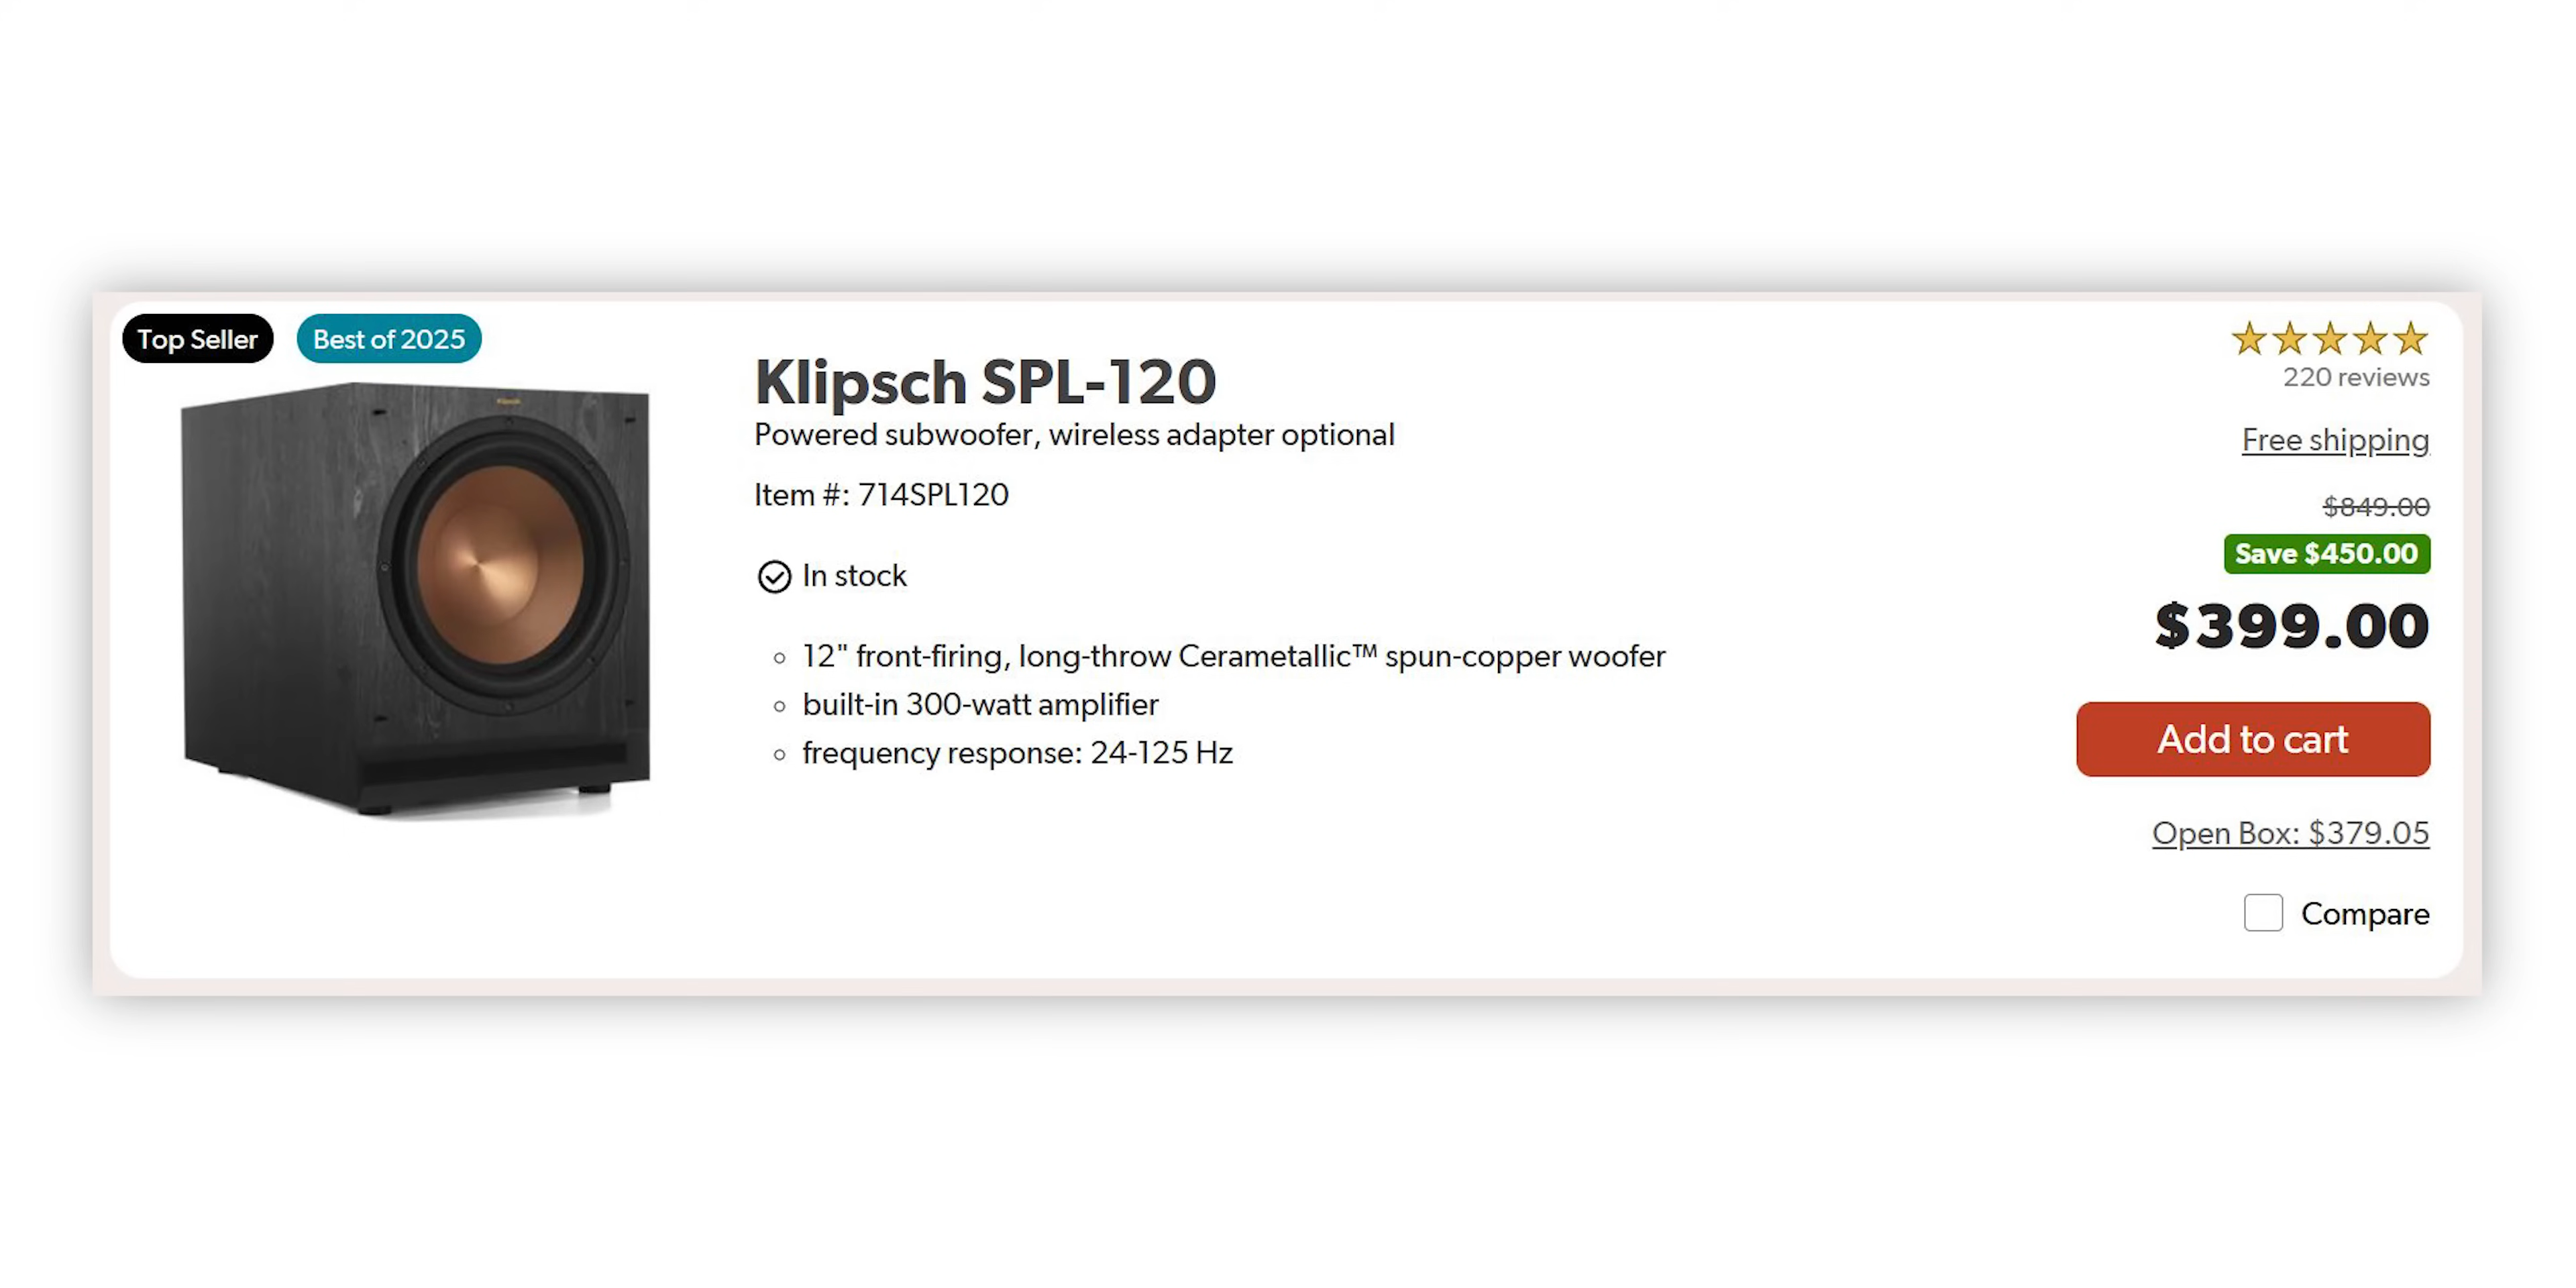 Top Seller
Best of 2025
Klipsch
Klipsch SPL-120
Powered subwoofer, wireless adapter optional
Item #: 714SPL120
In stock
12" front-firing, long-throw Cerametallic™ spun-copper woofer
built-in 300-watt amplifier
frequency response: 24-125 Hz
220 reviews
Free shipping
$849.00
Save $450.00
$399.00
Add to cart
Open Box: $379.05
Compare